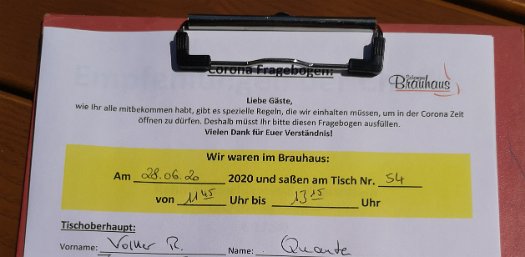 Corona Fragebogen:
Brauhaus
Liebe Gäste,
wie Ihr alle mitbekommen habt, gibt es spezielle Regeln, die wir einhalten müssen, um in der Corona Zeit
öffnen zu dürfen. Deshalb müsst Ihr bitte diesen Fragebogen ausfüllen.
Vielen Dank für Euer Verständnis!
Wir waren im Brauhaus:
Am 28.06.20 2020 und saßen am Tisch Nr. 54
von 11 45 Uhr bis 13 15 Uhr
Tischoberhaupt:
Vorname: Volker R. Name: Quante